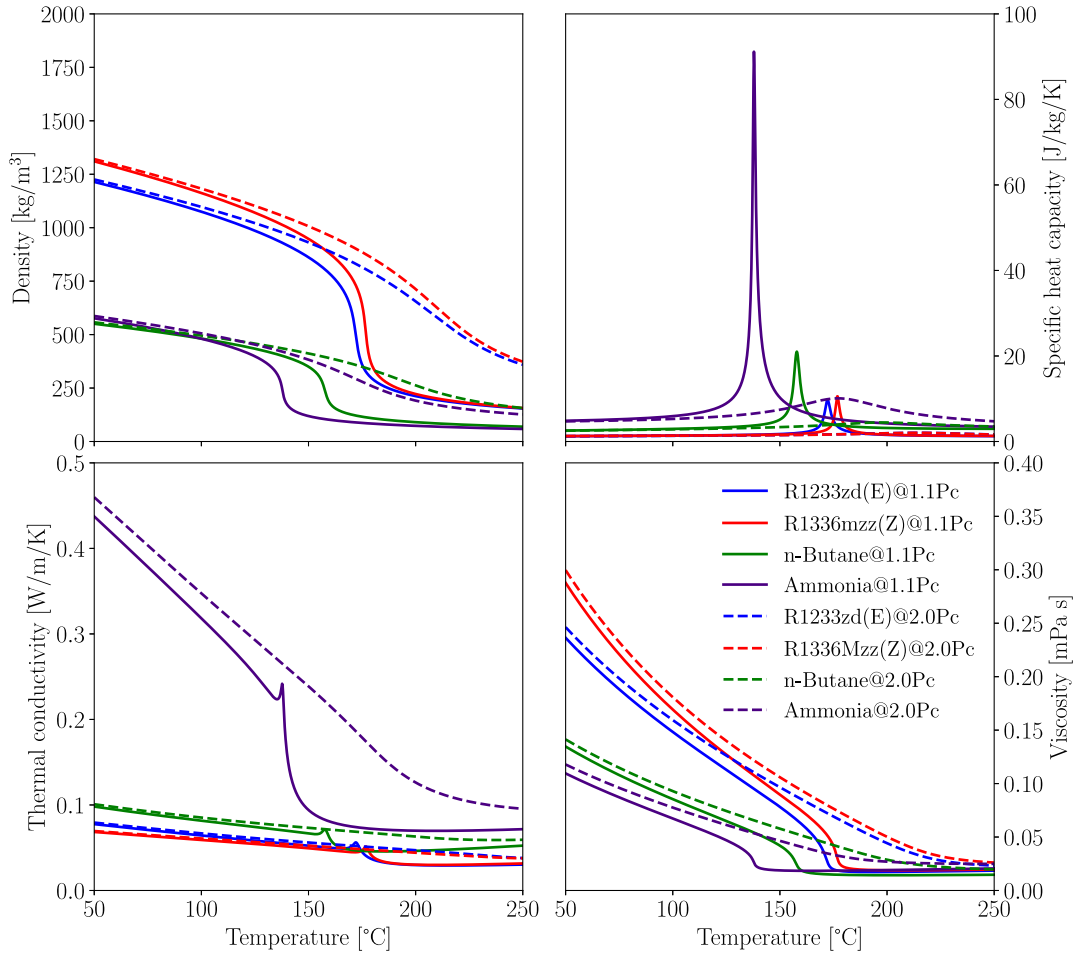 2000
1750
1500
1250
1000
750
500
250
0
Density [kg/m³]
100
80
60
40
20
0
Specific heat capacity [J/kg/K]
0.5
0.4
0.3
0.2
0.1
0.0
Thermal conductivity [W/m/K]
50
100
150
200
250
Temperature [°C]
R1233zd(E)@1.1Pc
R1336mzz(Z)@1.1Pc
n-Butane@1.1Pc
Ammonia@1.1Pc
R1233zd(E)@2.0Pc
R1336Mzz(Z)@2.0Pc
n-Butane@2.0Pc
Ammonia@2.0Pc
0.40
0.35
0.30
0.25
0.20
0.15
0.10
0.05
0.00
Viscosity [mPa s]
50
100
150
200
250
Temperature [°C]